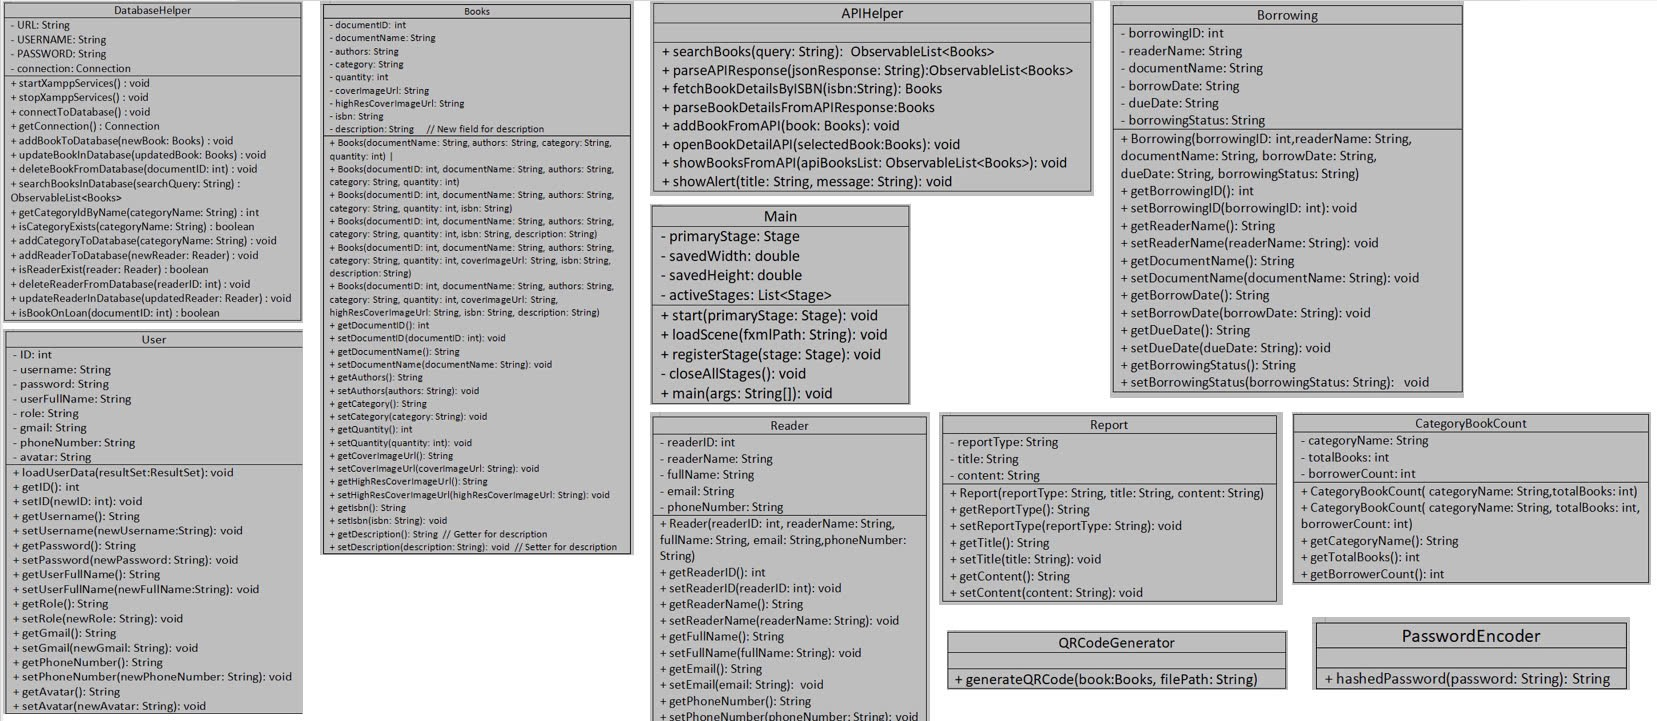 DatabaseHelper
- URL: String
- USERNAME: String
- PASSWORD: String
- connection: Connection
+ startXamppServices() : void
+ stopXamppServices() : void
+ connectToDatabase() : void
+ getConnection() : Connection
+ addBookToDatabase(newBook: Books) : void
+ updateBookInDatabase(updatedBook: Books) : void
+ deleteBookFromDatabase(documentID: int) : void
+ searchBooksInDatabase(searchQuery: String) :
ObservableList<Books>
+ getCategoryIdByName(categoryName: String) : int
+ isCategoryExists(categoryName: String) : boolean
+ addCategoryToDatabase(categoryName: String) : void
+ addReaderToDatabase(newReader: Reader) : void
+ isReaderExist(reader: Reader) : boolean
+ deleteReaderFromDatabase(readerID: int) : void
+ updateReaderInDatabase(updatedReader: Reader) : void
+ isBookOnLoan(documentID: int) : boolean
User
- ID: int
- username: String
- password: String
- userFullName: String
- role: String
- gmail: String
- phoneNumber: String
- avatar: String
+ loadUserData(resultSet:ResultSet): void
+ getID(): int
+ setID(newID: int): void
+ getUsername(): String
+ setUsername(newUsername:String): void
+ getPassword(): String
+ setPassword(newPassword: String): void
+ getUserFullName(): String
+ setUserFullName(newFullName:String): void
+ getRole(): String
+ setRole(newRole: String): void
+ getGmail(): String
+ setGmail(newGmail: String): void
+ getPhoneNumber(): String
+ setPhoneNumber(newPhoneNumber: String): void
+ getAvatar(): String
+ setAvatar(newAvatar: String): void
Books
- documentID: int
- documentName: String
- authors: String
- category: String
- quantity: int
- coverImageUrl: String
- highResCoverImageUrl: String
- isbn: String
- description: String // New field for description
+ Books(documentName: String, authors: String, category: String,
quantity: int) |
+ Books(documentID: int, documentName: String, authors: String,
category: String, quantity: int)
+ Books(documentID: int, documentName: String, authors: String,
category: String, quantity: int, isbn: String)
+ Books(documentID: int, documentName: String, authors: String,
category: String, quantity: int, isbn: String, description: String)
+ Books(documentID: int, documentName: String, authors: String,
category: String, quantity: int, coverImageUrl: String, isbn: String,
description: String)
+ Books(documentID: int, documentName: String, authors: String,
category: String, quantity: int, coverImageUrl: String,
highResCoverImageUrl: String, isbn: String, description: String)
+ getDocumentID(): int
+ setDocumentID(documentID: int): void
+ getDocumentName(): String
+ setDocumentName(documentName: String): void
+ getAuthors(): String
+ setAuthors(authors: String): void
+ getCategory(): String
+ setCategory(category: String): void
+ getQuantity(): int
+ setQuantity(quantity: int): void
+ getCoverImageUrl(): String
+ setCoverImageUrl(coverImageUrl: String): void
+ getHighResCoverImageUrl(): String
+ setHighResCoverImageUrl(highResCoverImageUrl: String): void
+ getIsbn(): String
+ setIsbn(isbn: String): void
+ getDescription(): String // Getter for description
+ setDescription(description: String): void // Setter for description
APIHelper
+ searchBooks(query: String): ObservableList<Books>
+ parseAPIResponse(jsonResponse: String):ObservableList<Books>
+ fetchBookDetailsByISBN(isbn:String): Books
+ parseBookDetailsFromAPIResponse:Books
+ addBookFromAPI(book: Books): void
+ openBookDetailAPI(selectedBook:Books): void
+ showBooksFromAPI(apiBooksList: ObservableList<Books>): void
+ showAlert(title: String, message: String): void
Main
- primaryStage: Stage
- savedWidth: double
- savedHeight: double
- activeStages: List<Stage>
+ start(primaryStage: Stage): void
+ loadScene(fxmlPath: String): void
+ registerStage(stage: Stage): void
- closeAllStages(): void
+ main(args: String[]): void
Reader
- readerID: int
- readerName: String
- fullName: String
- email: String
- phoneNumber: String
+ Reader(readerID: int, readerName: String,
fullName: String, email: String,phoneNumber:
String)
+ getReaderID(): int
+ setReaderID(readerID: int): void
+ getReaderName(): String
+ setReaderName(readerName: String): void
+ getFullName(): String
+ setFullName(fullName: String): void
+ getEmail(): String
+ setEmail(email: String): void
+ getPhoneNumber(): String
+ setPhoneNumber(phoneNumber: String): void
Borrowing
- borrowingID: int
- readerName: String
- documentName: String
- borrowDate: String
- dueDate: String
- borrowingStatus: String
+ Borrowing(borrowingID: int,readerName: String,
documentName: String, borrowDate: String,
dueDate: String, borrowingStatus: String)
+ getBorrowingID(): int
+ setBorrowingID(borrowingID: int): void
+ getReaderName(): String
+ setReaderName(readerName: String): void
+ getDocumentName(): String
+ setDocumentName(documentName: String): void
+ getBorrowDate(): String
+ setBorrowDate(borrowDate: String): void
+ getDueDate(): String
+ setDueDate(dueDate: String): void
+ getBorrowingStatus(): String
+ setBorrowingStatus(borrowingStatus: String): void
Report
- reportType: String
- title: String
- content: String
+ Report(reportType: String, title: String, content: String)
+ getReportType(): String
+ setReportType(reportType: String): void
+ getTitle(): String
+ setTitle(title: String): void
+ getContent(): String
+ setContent(content: String): void
CategoryBookCount
- categoryName: String
- totalBooks: int
- borrowerCount: int
+ CategoryBookCount( categoryName: String,totalBooks: int)
+ CategoryBookCount( categoryName: String, totalBooks: int,
borrowerCount: int)
+ getCategoryName(): String
+ getTotalBooks(): int
+ getBorrowerCount(): int
QRCodeGenerator
+ generateQRCode(book:Books, filePath: String)
PasswordEncoder
+ hashedPassword(password: String): String